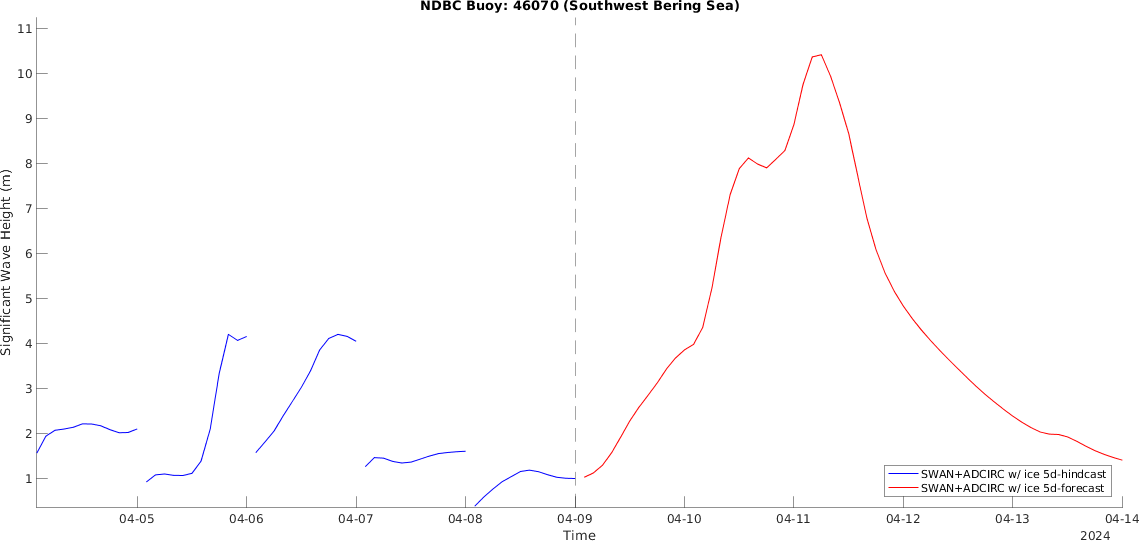 NDBC Buoy: 46070 (Southwest Bering Sea)
11
10
9
8
7
6
5
4
3
2
1
Significant Wave Height (m)
SWAN+ADCIRC w/ ice 5d-hindcast
SWAN+ADCIRC w/ ice 5d-forecast
04-05 04-06 04-07 04-08 04-09 04-10 04-11 04-12 04-13 04-14
Time
2024